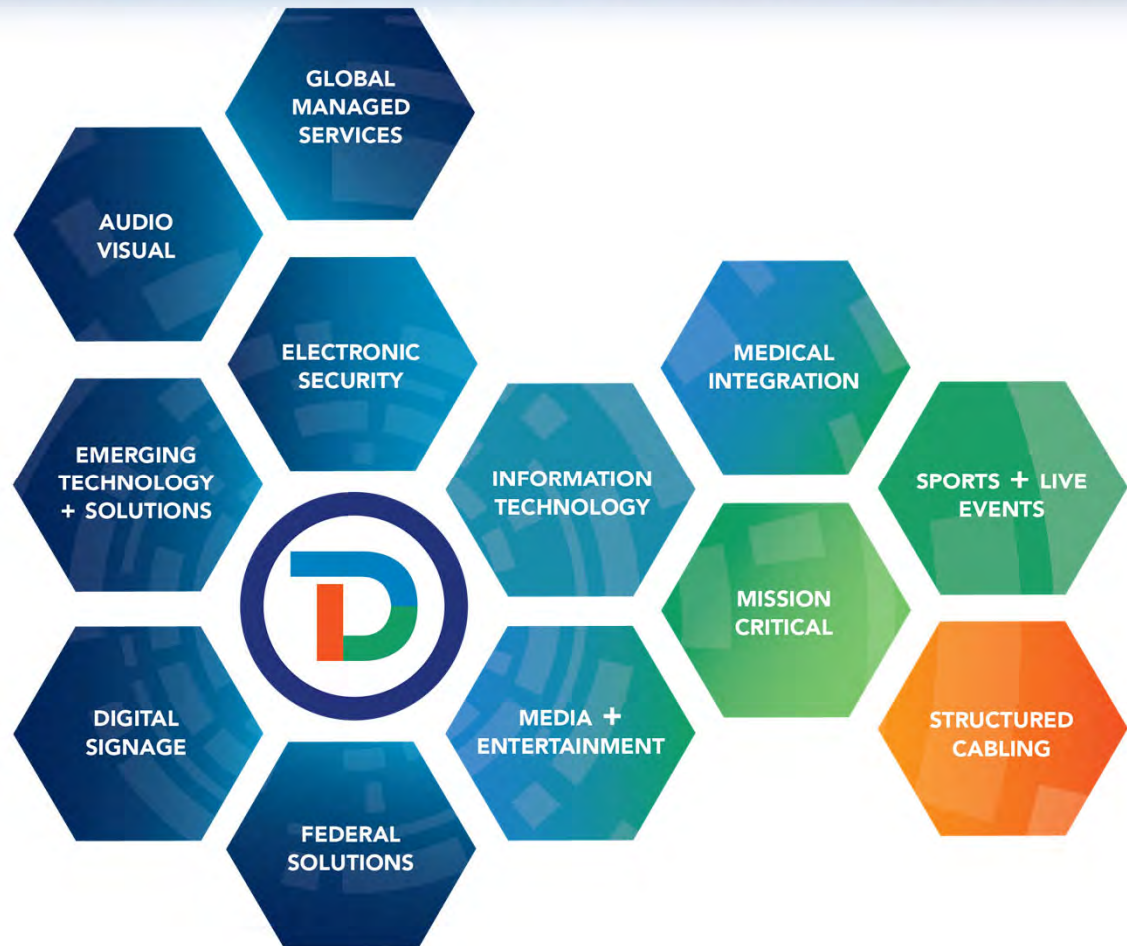 GLOBAL
MANAGED
SERVICES
AUDIO
VISUAL
ELECTRONIC
SECURITY
MEDICAL
INTEGRATION
EMERGING
TECHNOLOGY
+ SOLUTIONS
INFORMATION
TECHNOLOGY
SPORTS + LIVE
EVENTS
MISSION
CRITICAL
DIGITAL
SIGNAGE
MEDIA +
ENTERTAINMENT
STRUCTURED
CABLING
FEDERAL
SOLUTIONS